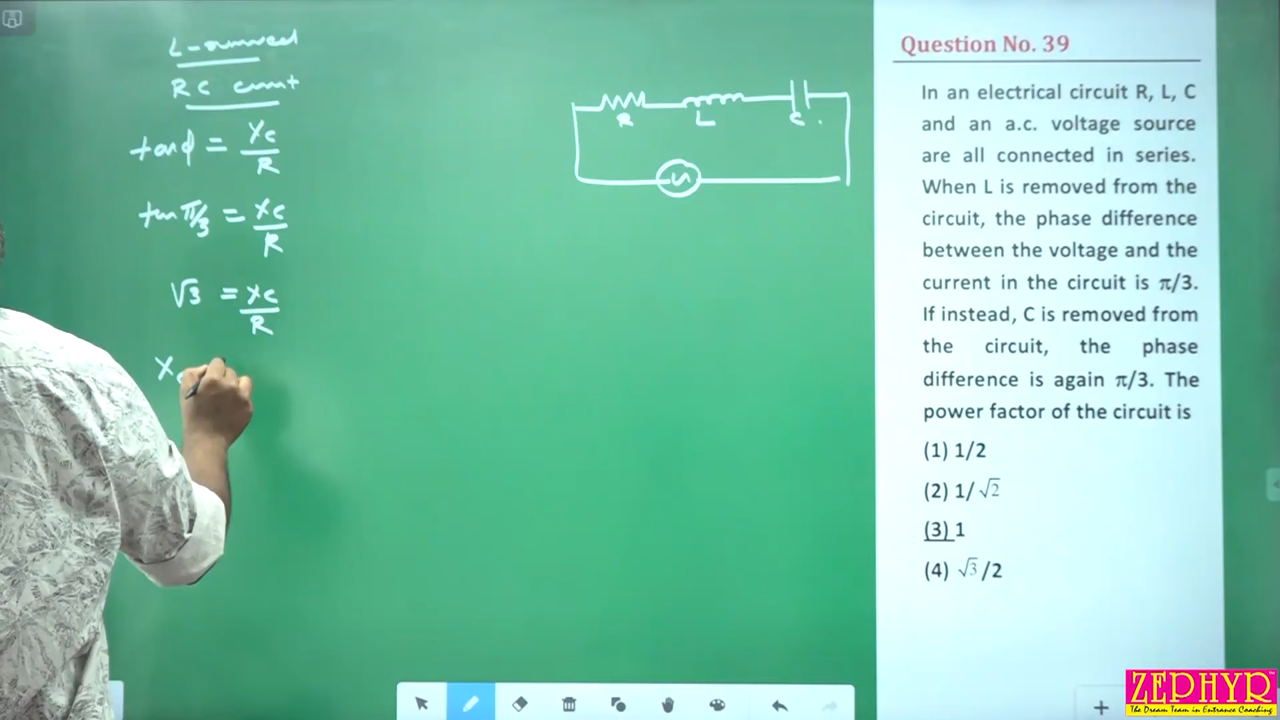 L-removed
RC circuit
tanϕ = Xc/R
tan π/3 = Xc/R
√3 = Xc/R
Xc
R
L
C
Question No. 39
In an electrical circuit R, L, C
and an a.c. voltage source
are all connected in series.
When L is removed from the
circuit, the phase difference
between the voltage and the
current in the circuit is π/3.
If instead, C is removed from
the circuit, the phase
difference is again π/3. The
power factor of the circuit is
(1) 1/2
(2) 1/ √2
(3) 1
(4) √3 /2
ZEPHYR
The Dream Team in Entrance Coaching